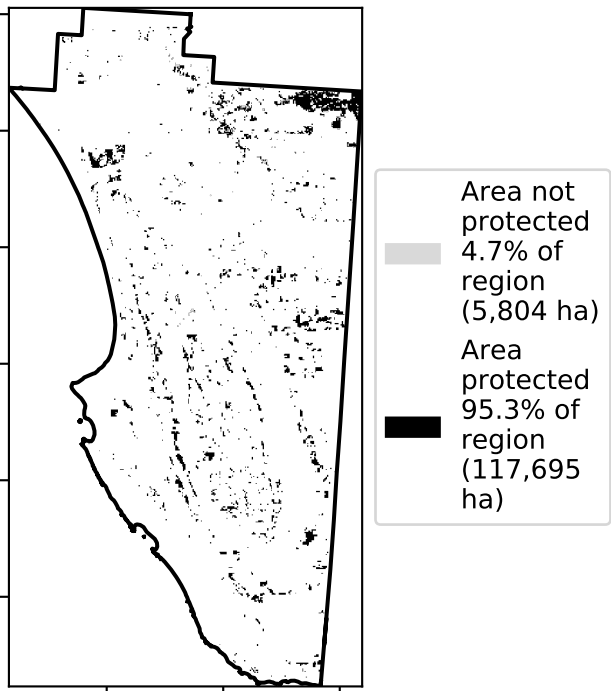 Area not
protected
4.7% of
region
(5,804 ha)
Area
protected
95.3% of
region
(117,695
ha)